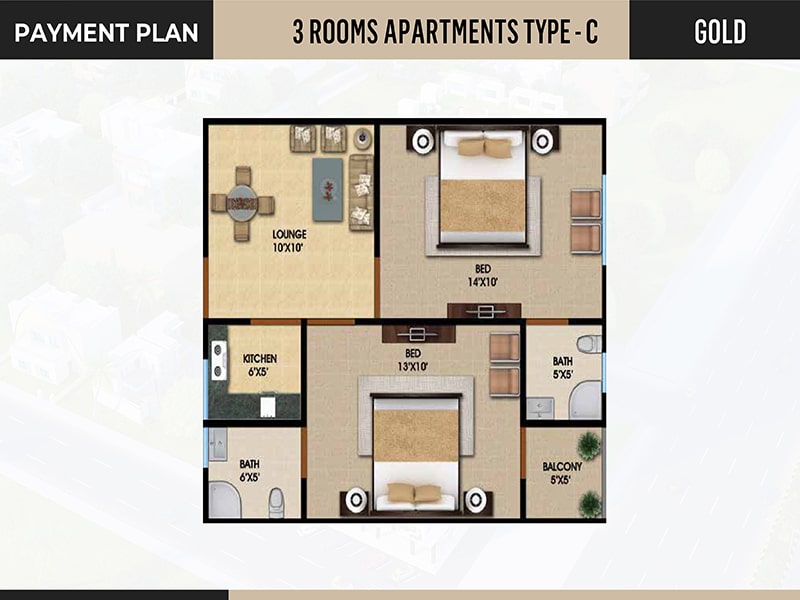 PAYMENT PLAN
3 ROOMS APARTMENTS TYPE - C
GOLD
LOUNGE
10'X10'
BED
14'X10'
KITCHEN
6'X5'
BED
13'X10'
BATH
5'X5'
BATH
6'X5'
BALCONY
5'X5'